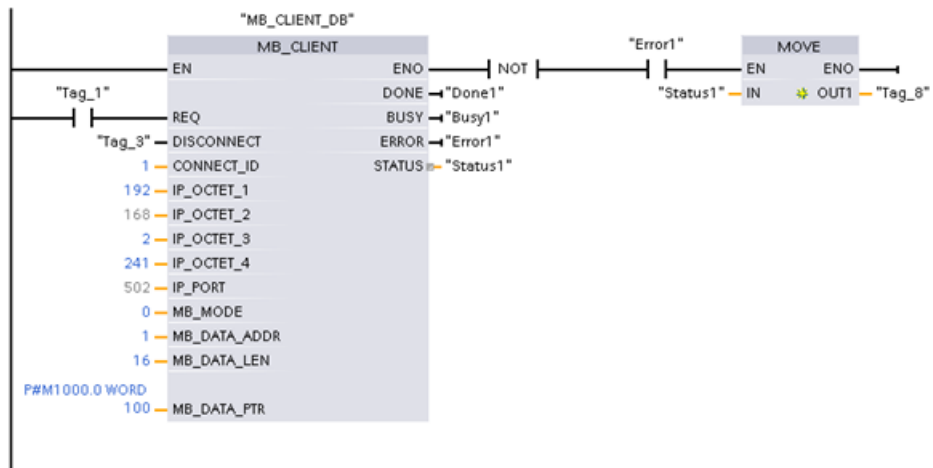 "MB_CLIENT_DB"
MB_CLIENT
"Error1"
MOVE
EN ENO NOT EN ENO
"Tag_1" DONE "Done1" "Status1" IN OUT1 "Tag_8"
REQ BUSY "Busy1"
"Tag_3" DISCONNECT ERROR "Error1"
1 CONNECT_ID STATUS "Status1"
192 IP_OCTET_1
168 IP_OCTET_2
2 IP_OCTET_3
241 IP_OCTET_4
502 IP_PORT
0 MB_MODE
1 MB_DATA_ADDR
16 MB_DATA_LEN
P#M1000.0 WORD
100 MB_DATA_PTR